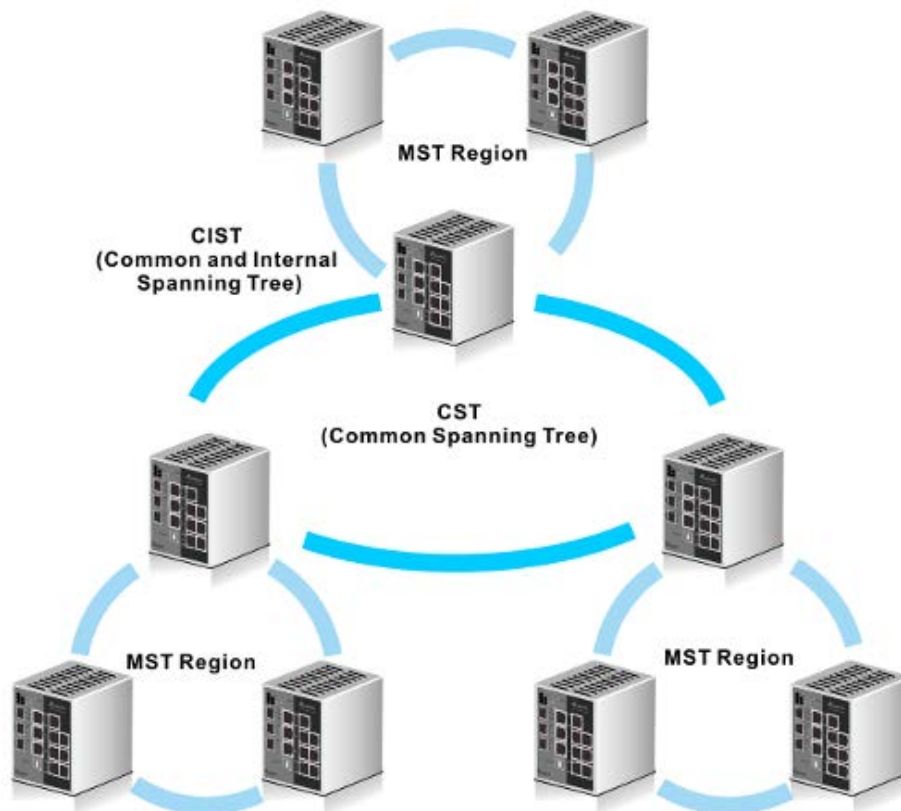 MST Region
CIST
(Common and Internal
Spanning Tree)
CST
(Common Spanning Tree)
MST Region
MST Region